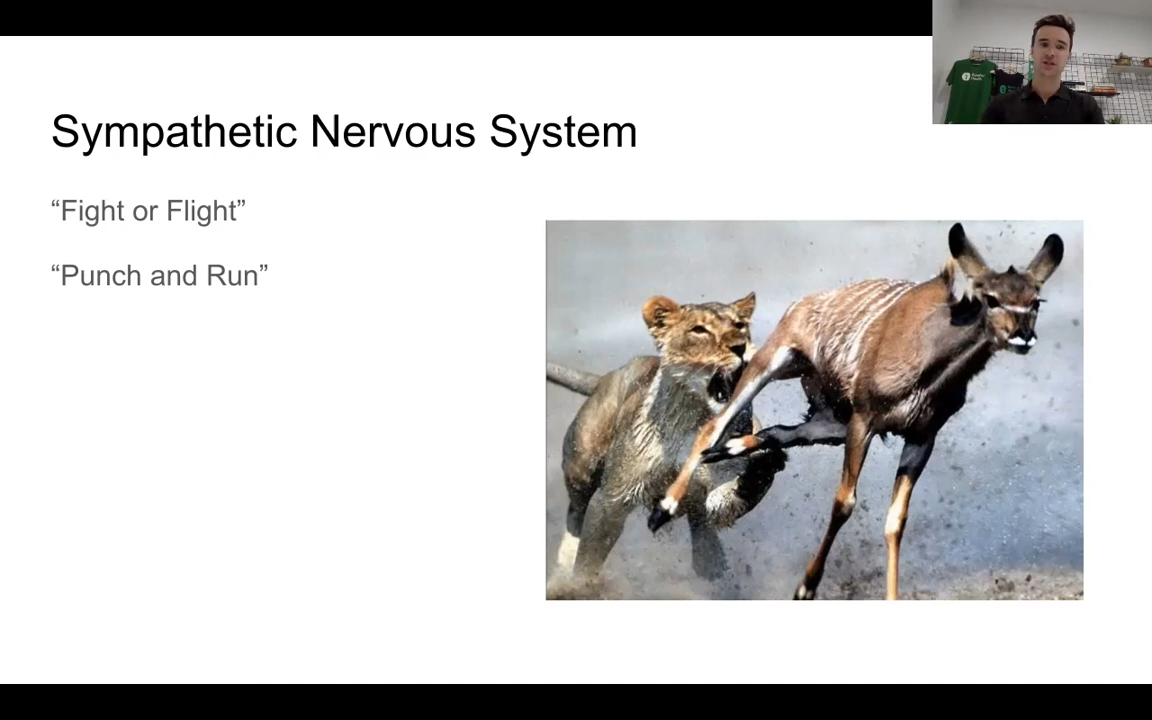 Sympathetic Nervous System
“Fight or Flight”
“Punch and Run”